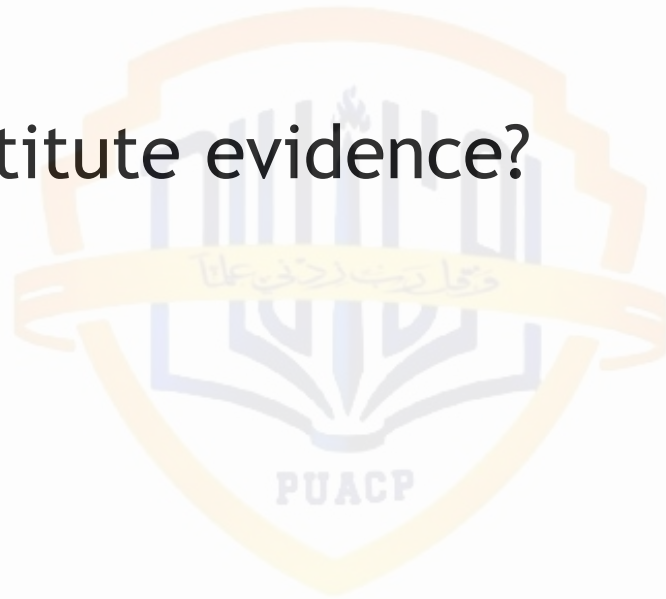 titute evidence?
وَقُل رَّبِّ زِدْنِي عِلْمًا
PUACP